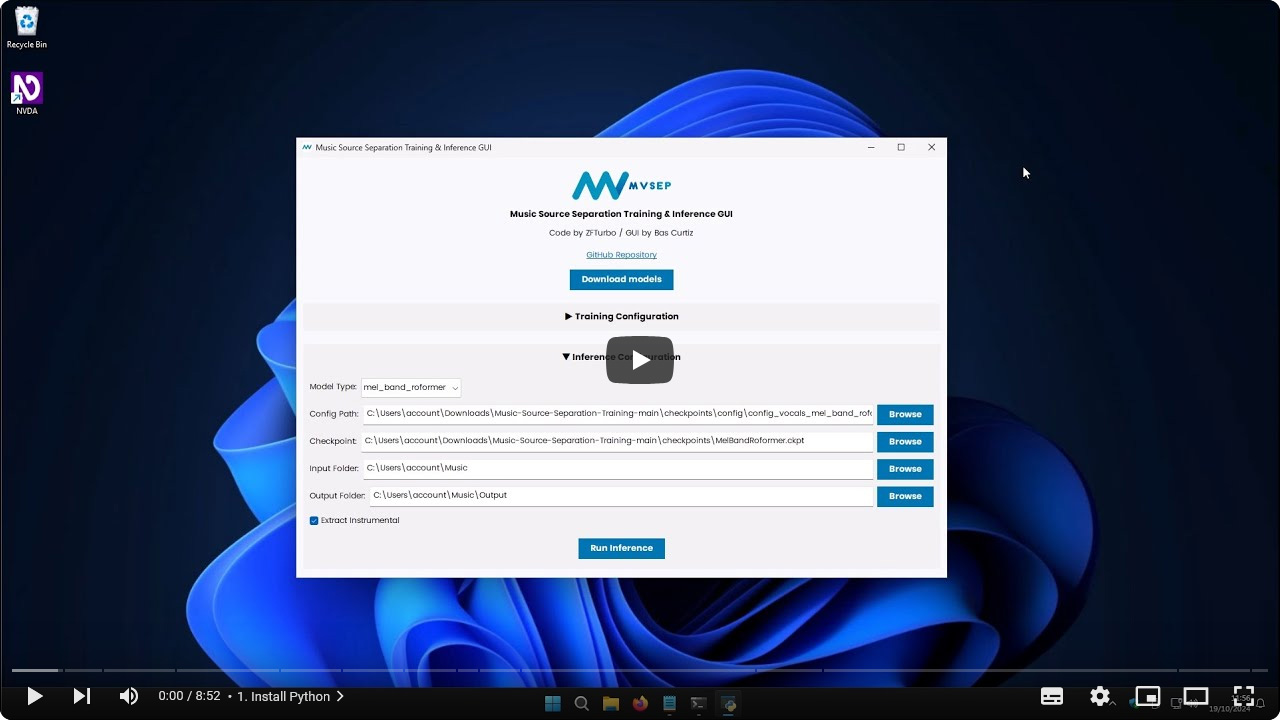 Recycle Bin
NVDA
Music Source Separation Training & Inference GUI
MVSEP
Music Source Separation Training & Inference GUI
Code by ZFTurbo / GUI by Bas Curtiz
GitHub Repository
Download models
▶ Training Configuration
▼ Inference Configuration
Model Type: mel_band_roformer
Config Path: C:\Users\account\Downloads\Music-Source-Separation-Training-main\checkpoints\config\config_vocals_mel_band_rofo Browse
Checkpoint: C:\Users\account\Downloads\Music-Source-Separation-Training-main\checkpoints\MelBandRoformer.ckpt Browse
Input Folder: C:\Users\account\Music Browse
Output Folder: C:\Users\account\Music\Output Browse
Extract Instrumental
Run Inference
0:00 / 8:52 • 1. Install Python >
19/10/2024